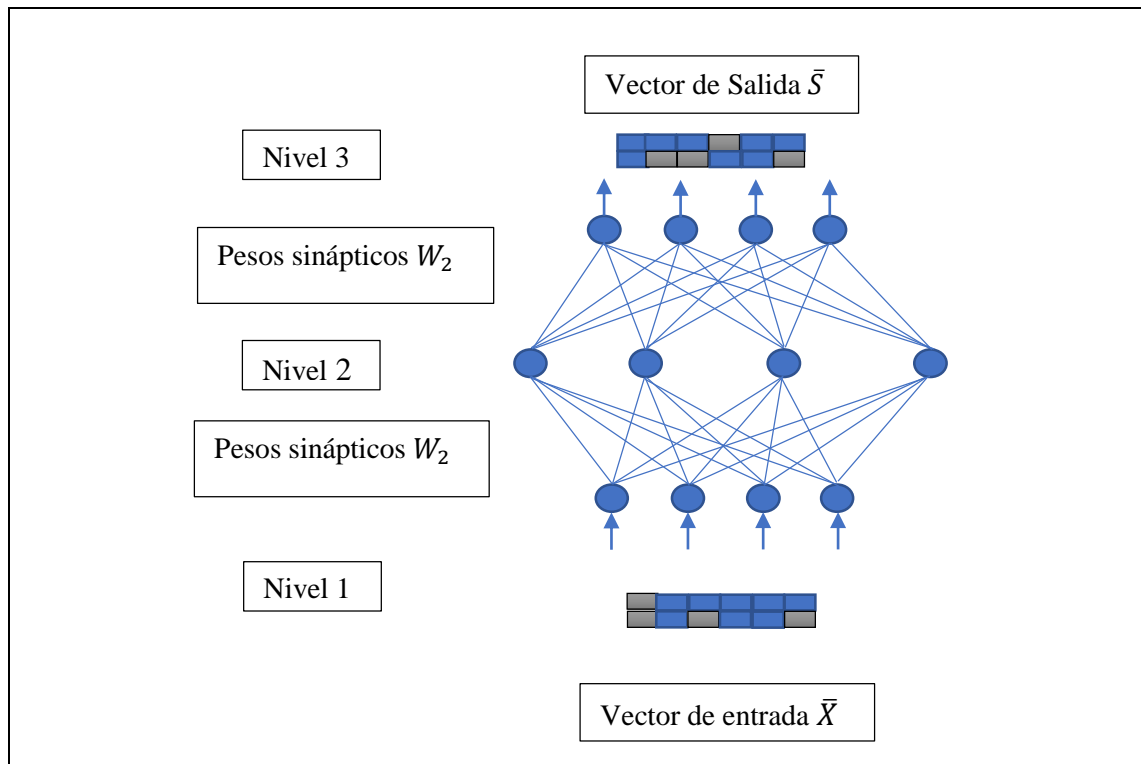 Vector de Salida S̄
Nivel 3
Pesos sinápticos W₂
Nivel 2
Pesos sinápticos W₂
Nivel 1
Vector de entrada X̄